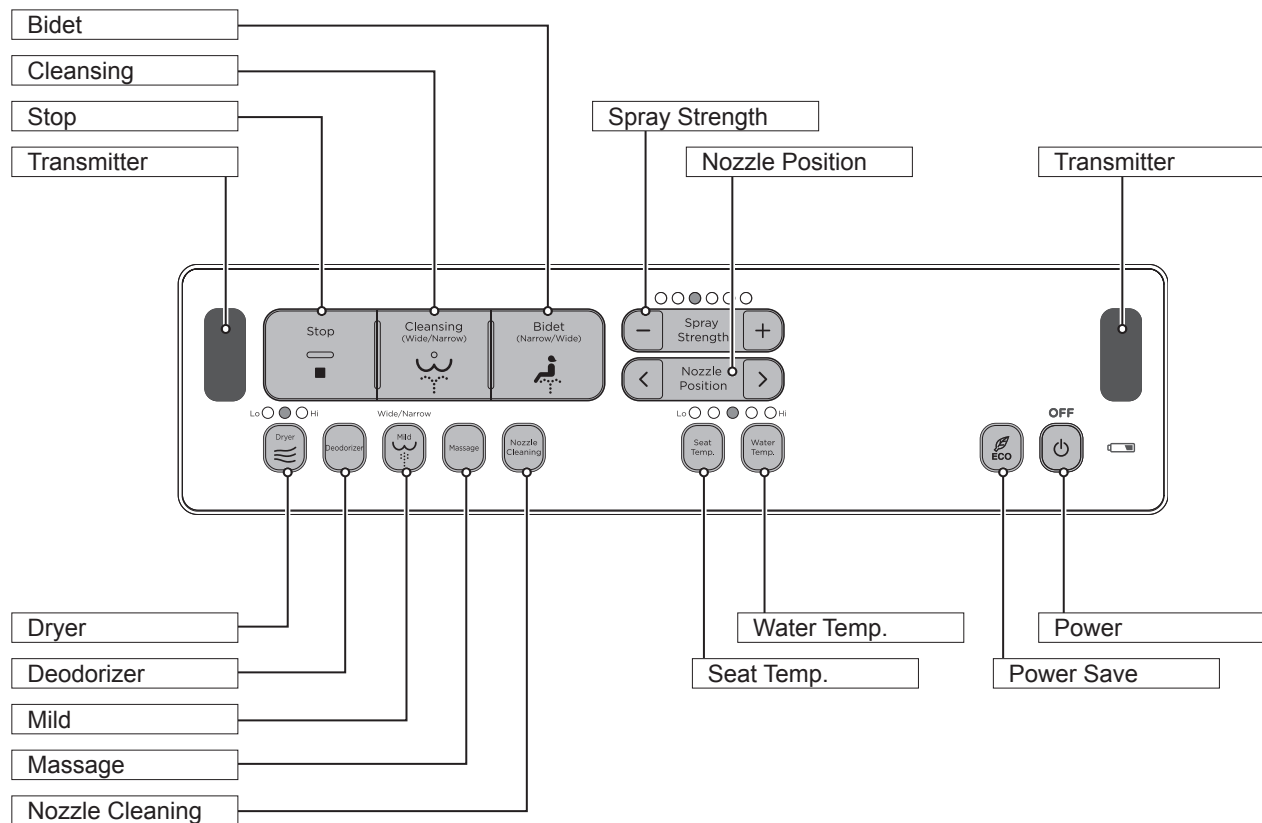 Bidet
Cleansing
Stop
Transmitter
Spray Strength
Nozzle Position
Transmitter
Stop
Cleansing
(Wide/Narrow)
Bidet
(Narrow/Wide)
Spray
Strength
Nozzle
Position
Lo Hi
Wide/Narrow
Lo Hi
OFF
Dryer
Deodorizer
Mild
Massage
Nozzle
Cleaning
Seat
Temp.
Water
Temp.
ECO
Dryer
Deodorizer
Mild
Massage
Nozzle Cleaning
Water Temp.
Seat Temp.
Power
Power Save